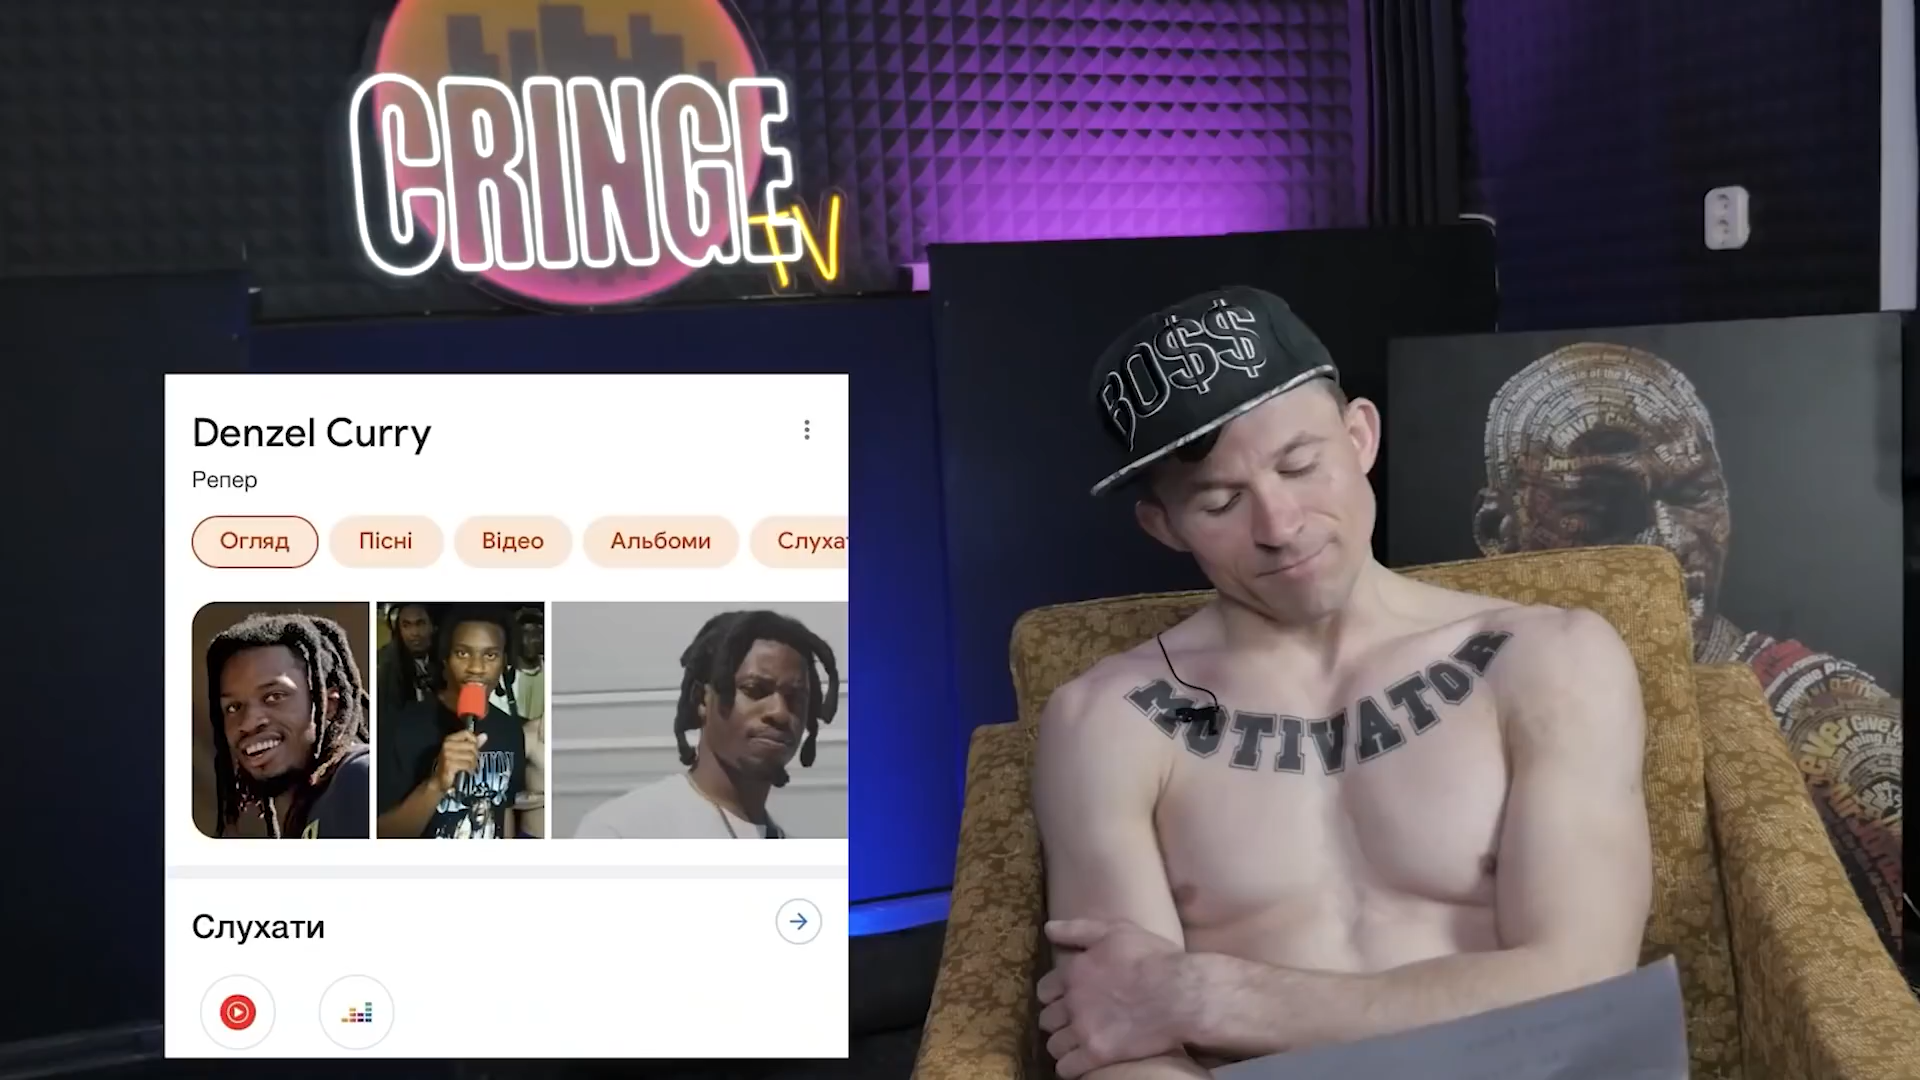 CRINGE
TV
BO$$
Denzel Curry
Репер
Огляд
Пісні
Відео
Альбоми
Слуха
Слухати
MOTIVATOR